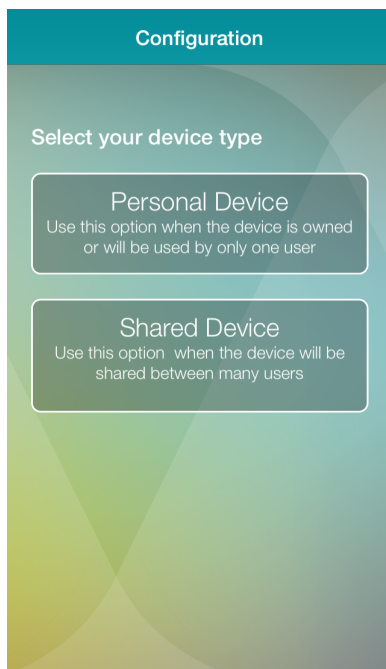 Configuration
Select your device type
Personal Device
Use this option when the device is owned
or will be used by only one user
Shared Device
Use this option  when the device will be
shared between many users